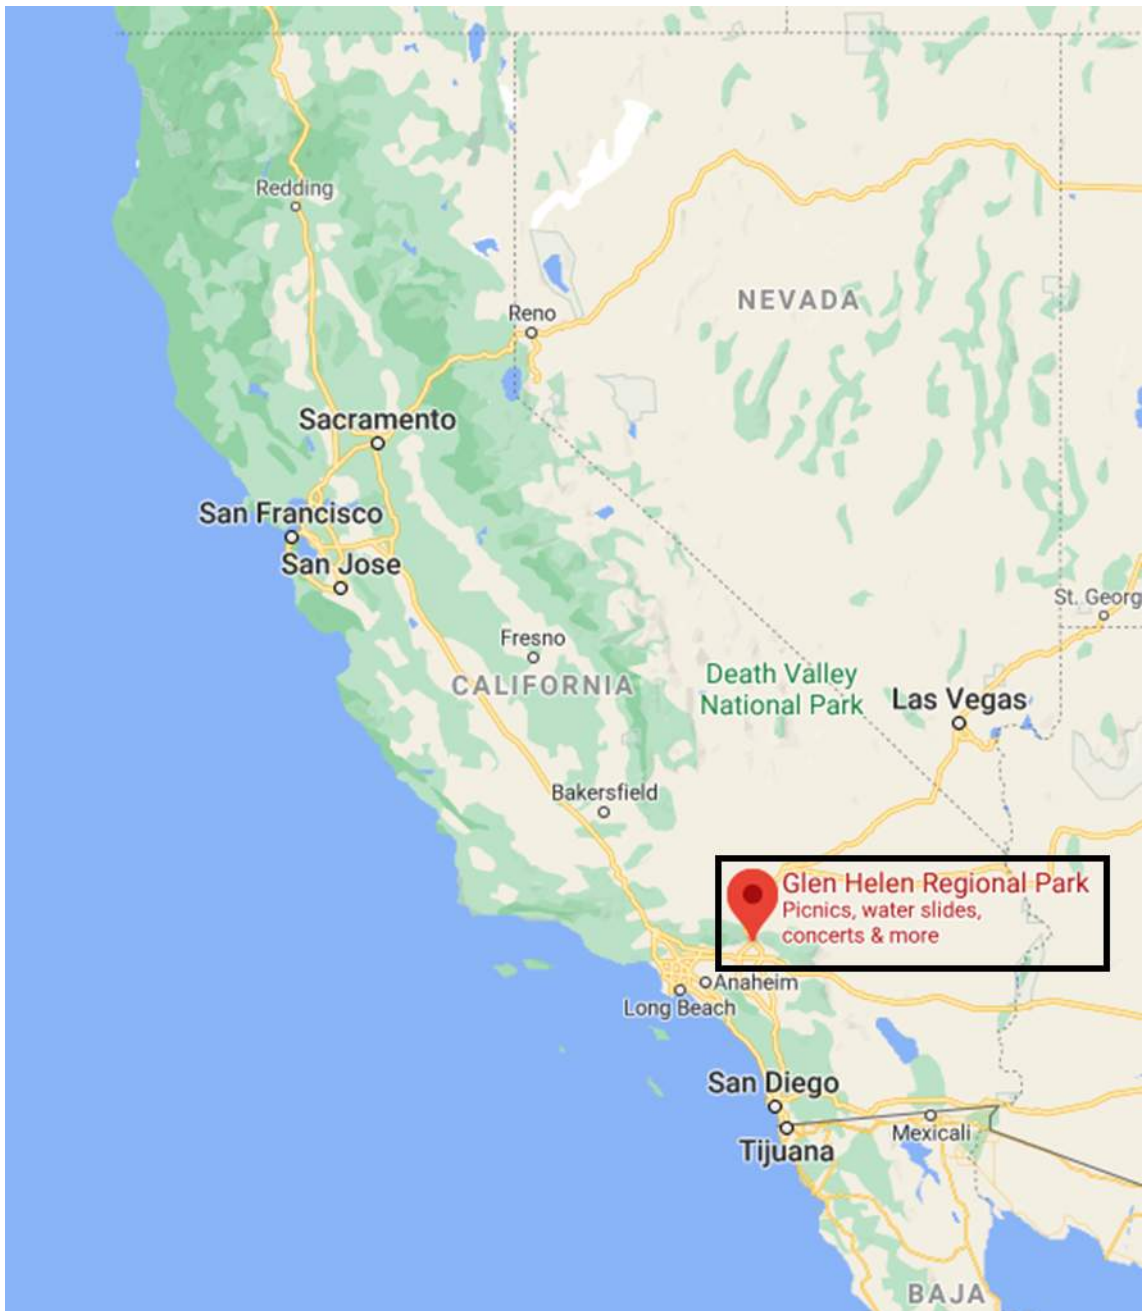 Redding
NEVADA
Reno
Sacramento
San Francisco
San Jose
St. Georg
Fresno
CALIFORNIA
Death Valley
National Park
Las Vegas
Bakersfield
Glen Helen Regional Park
Picnics, water slides,
concerts & more
Anaheim
Long Beach
San Diego
Tijuana
Mexicali
BAJA